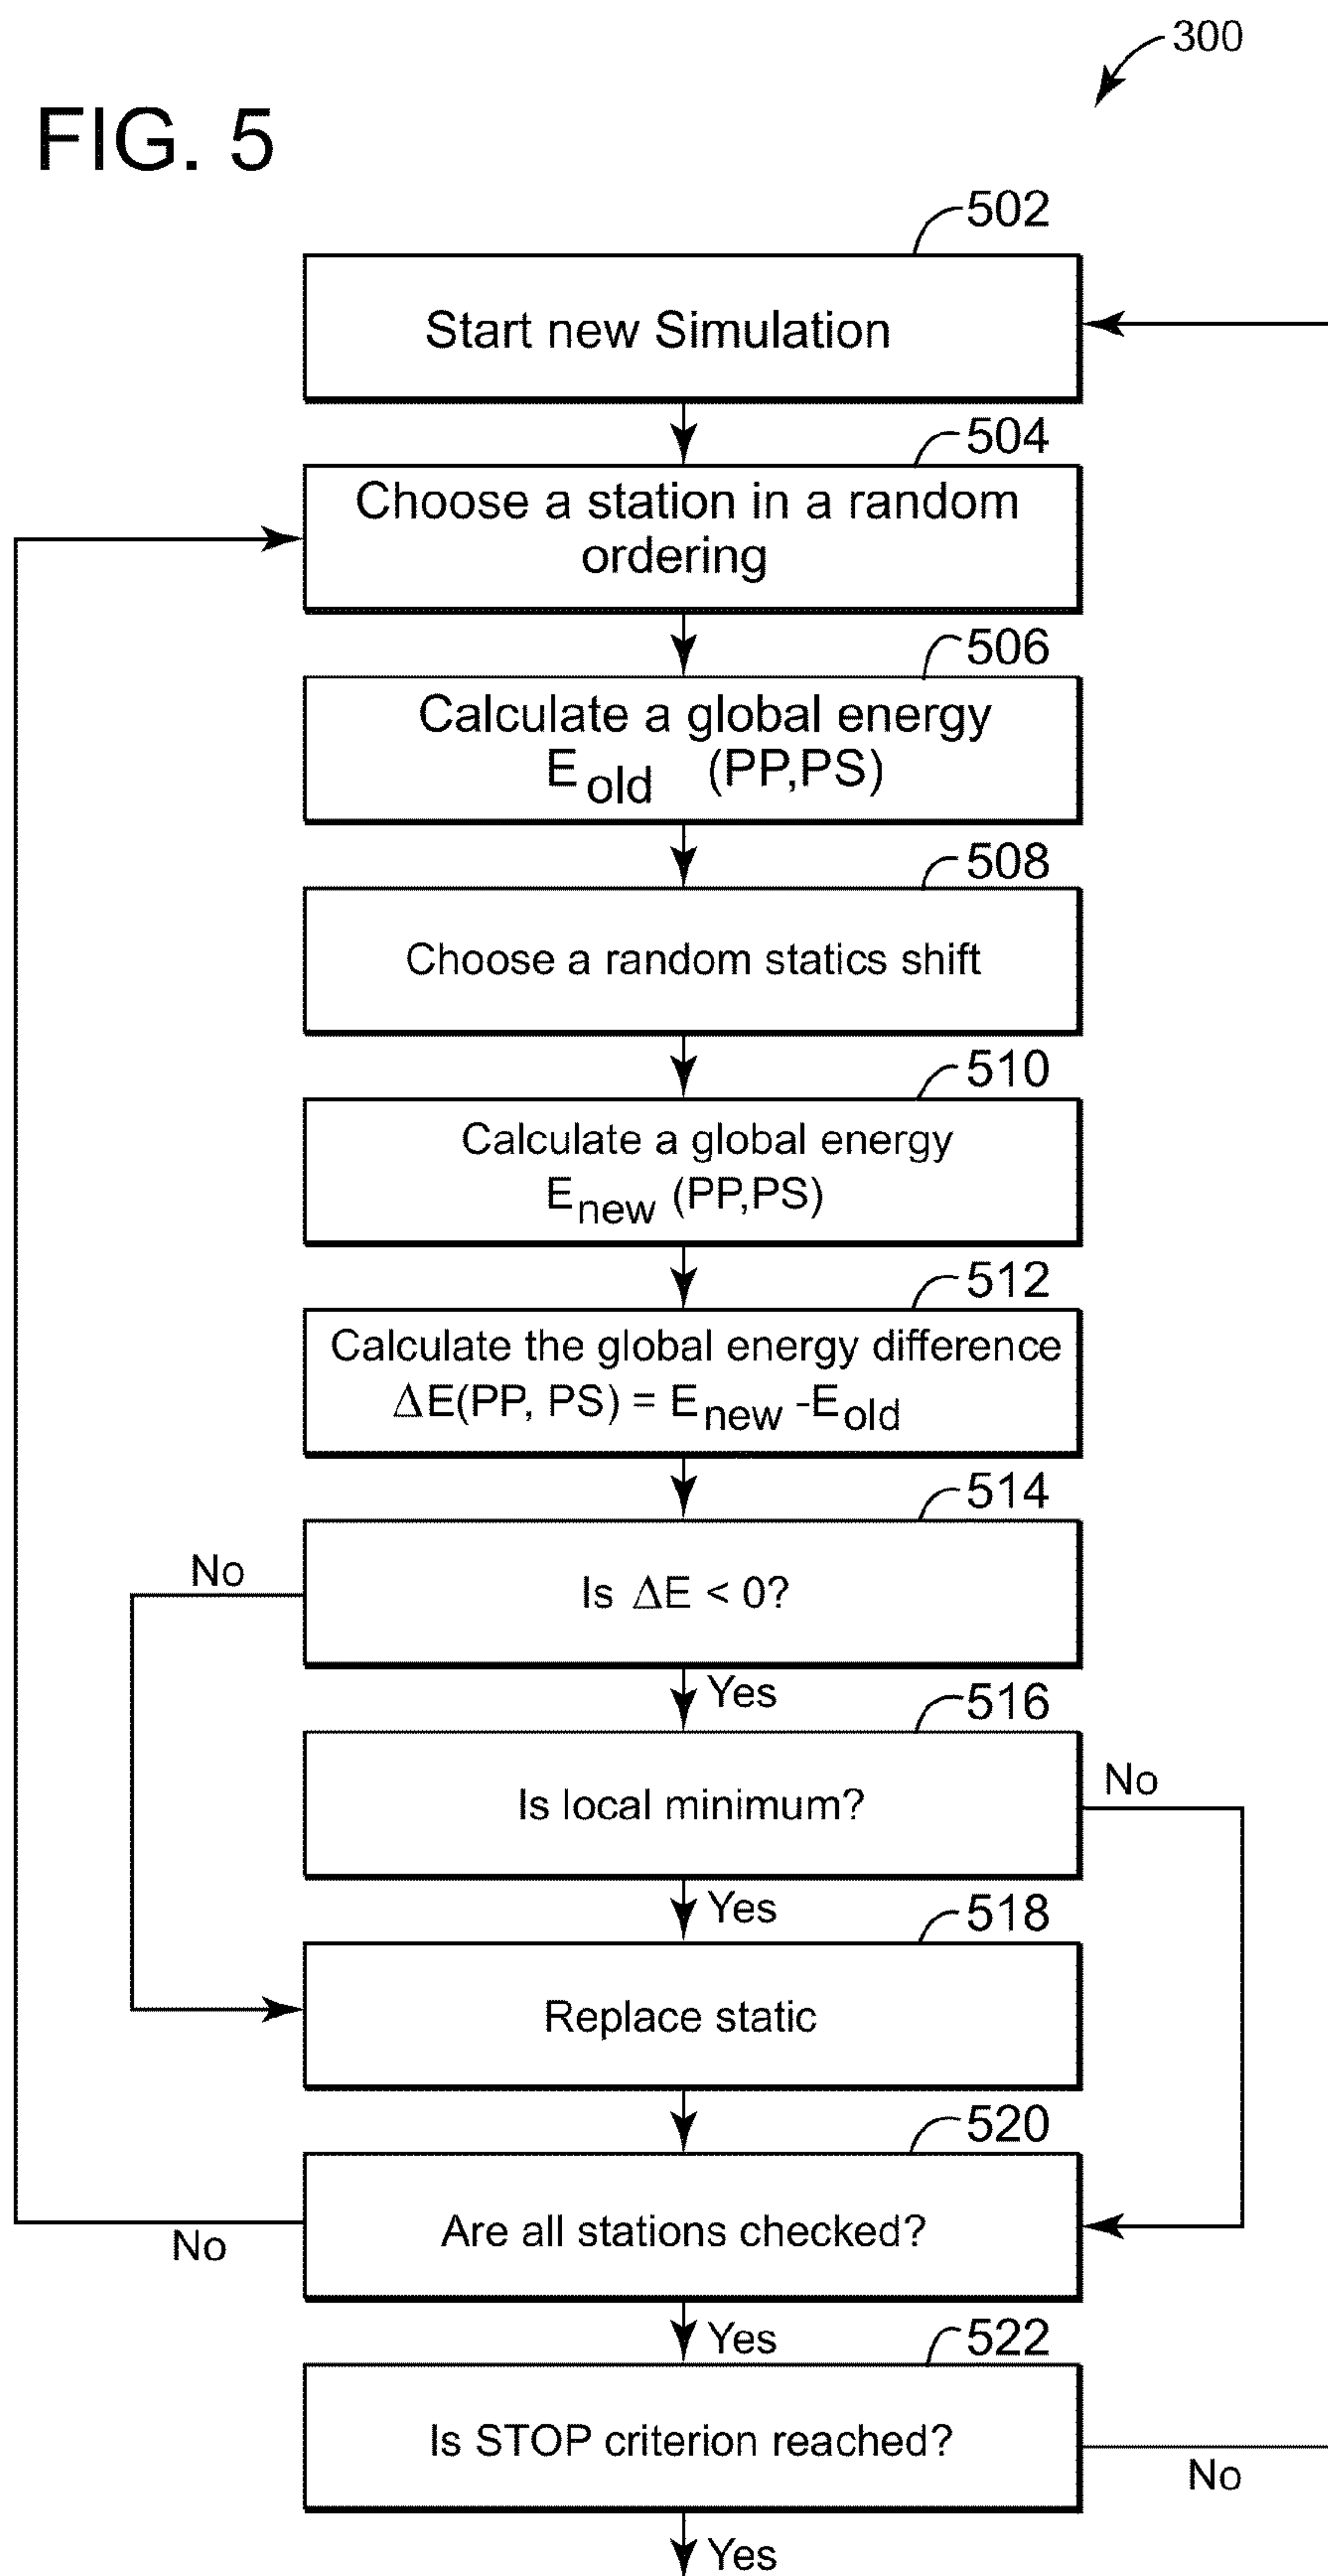 300
FIG. 5
502
Start new Simulation
504
Choose a station in a random
ordering
506
Calculate a global energy
E old (PP,PS)
508
Choose a random statics shift
510
Calculate a global energy
E new (PP,PS)
512
Calculate the global energy difference
ΔE(PP, PS) = E new -E old
514
No
Is ΔE < 0?
Yes
516
No
Is local minimum?
Yes
518
Replace static
520
Are all stations checked?
No
Yes
522
Is STOP criterion reached?
No
Yes